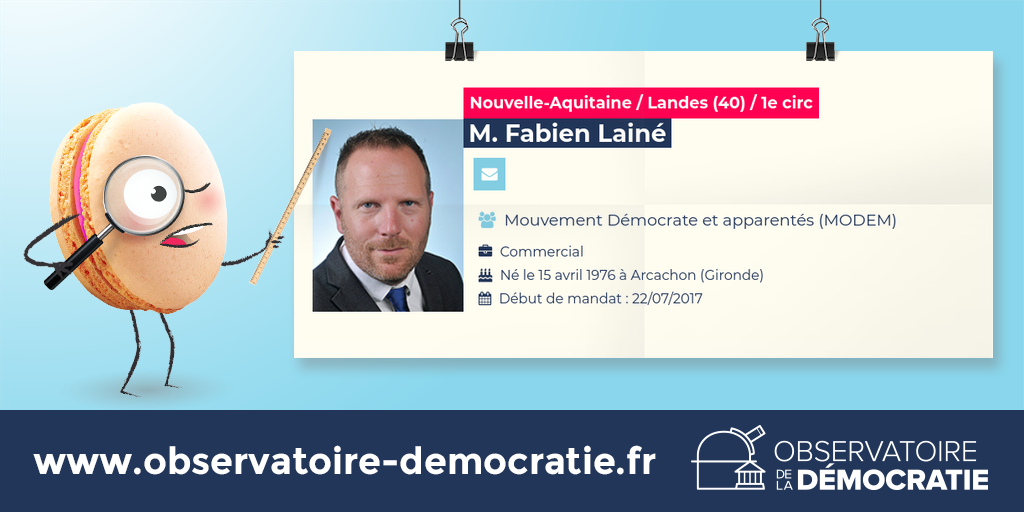 Nouvelle-Aquitaine / Landes (40) / 1e circ
M. Fabien Lainé
Mouvement Démocrate et apparentés (MODEM)
Commercial
Né le 15 avril 1976 à Arcachon (Gironde)
Début de mandat : 22/07/2017
www.observatoire-democratie.fr
OBSERVATOIRE
DE LA DÉMOCRATIE